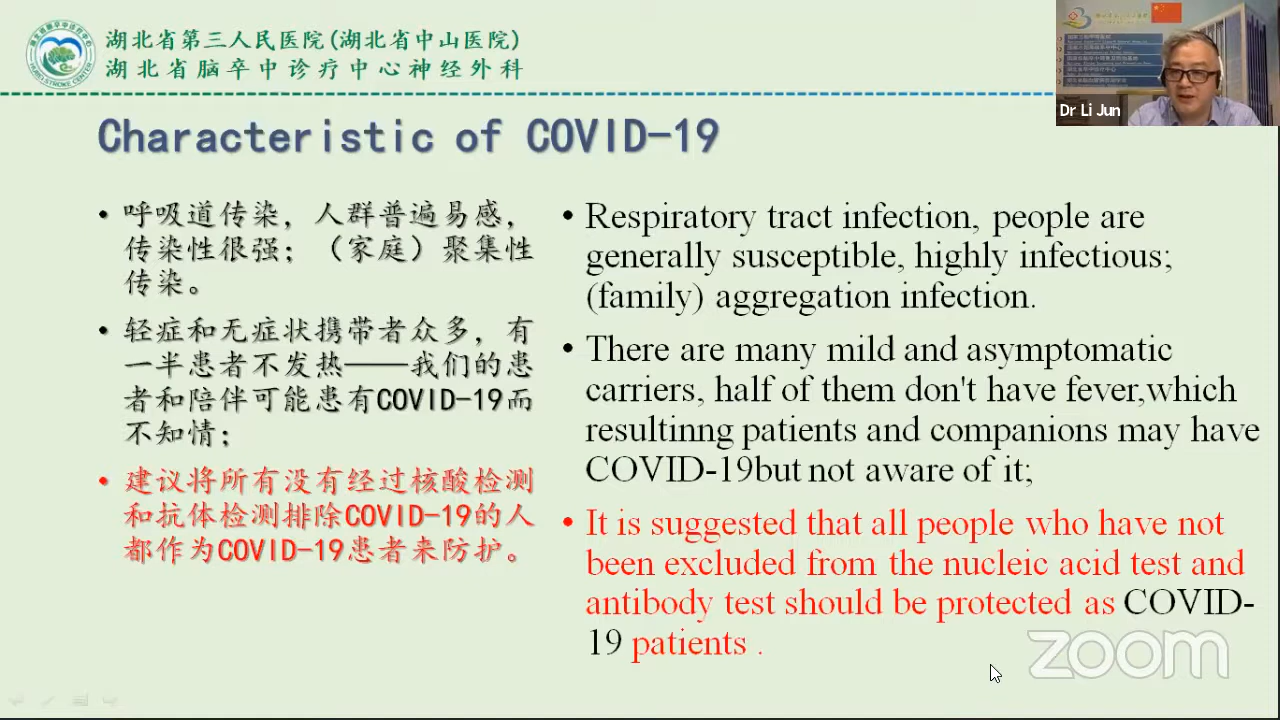 湖北省第三人民医院(湖北省中山医院)
湖北省脑卒中诊疗中心神经外科
Dr Li Jun
Characteristic of COVID-19
• 呼吸道传染，人群普遍易感，
传染性很强；（家庭）聚集性
传染。
• 轻症和无症状携带者众多，有
一半患者不发热——我们的患
者和陪伴可能患有COVID-19而
不知情；
• 建议将所有没有经过核酸检测
和抗体检测排除COVID-19的人
都作为COVID-19患者来防护。
• Respiratory tract infection, people are
generally susceptible, highly infectious;
(family) aggregation infection.
• There are many mild and asymptomatic
carriers, half of them don't have fever,which
resultinng patients and companions may have
COVID-19but not aware of it;
• It is suggested that all people who have not
been excluded from the nucleic acid test and
antibody test should be protected as COVID-
19 patients .
zoom